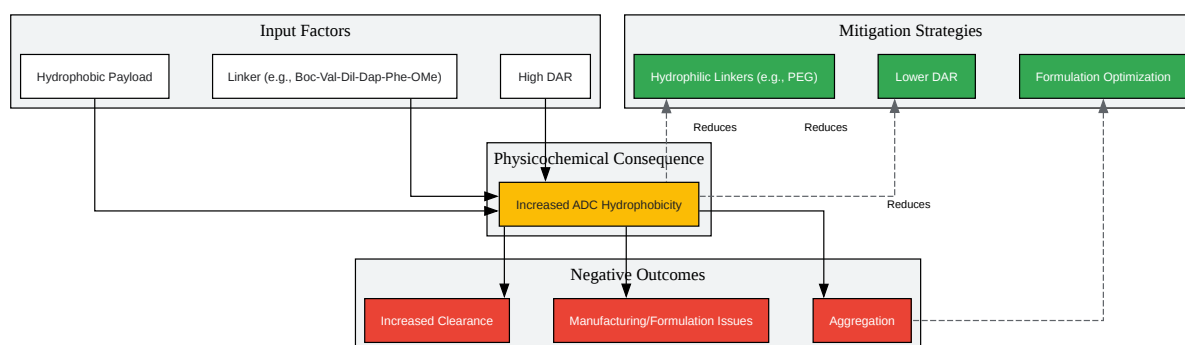 Input Factors
Mitigation Strategies
Hydrophobic Payload
Linker (e.g., Boc-Val-Dil-Dap-Phe-OMe)
High DAR
Hydrophilic Linkers (e.g., PEG)
Lower DAR
Formulation Optimization
Reduces
Reduces
Physicochemical Consequence
Increased ADC Hydrophobicity
Reduces
Negative Outcomes
Increased Clearance
Manufacturing/Formulation Issues
Aggregation